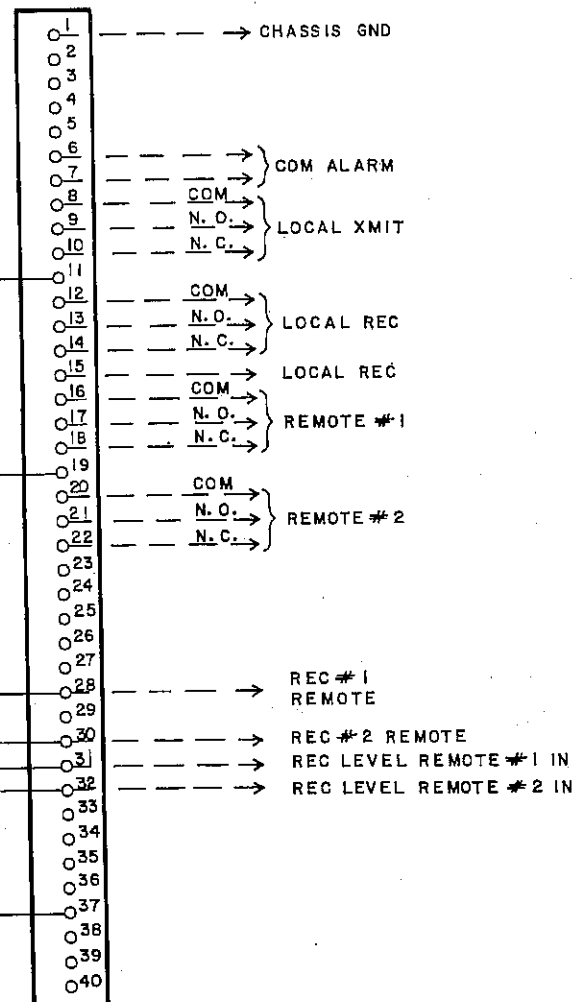 1 CHASSIS GND
2
3
4
5
6
COM ALARM
7
8 COM
9 N. O. LOCAL XMIT
10 N. C.
11
12 COM
13 N. O. LOCAL REC
14 N. C.
15 LOCAL REC
16 COM
17 N. O. REMOTE #1
18 N. C.
19
20 COM
21 N. O. REMOTE #2
22 N. C.
23
24
25
26
27
28 REC #1
REMOTE
29
30 REC #2 REMOTE
31 REC LEVEL REMOTE #1 IN
32 REC LEVEL REMOTE #2 IN
33
34
35
36
37
38
39
40